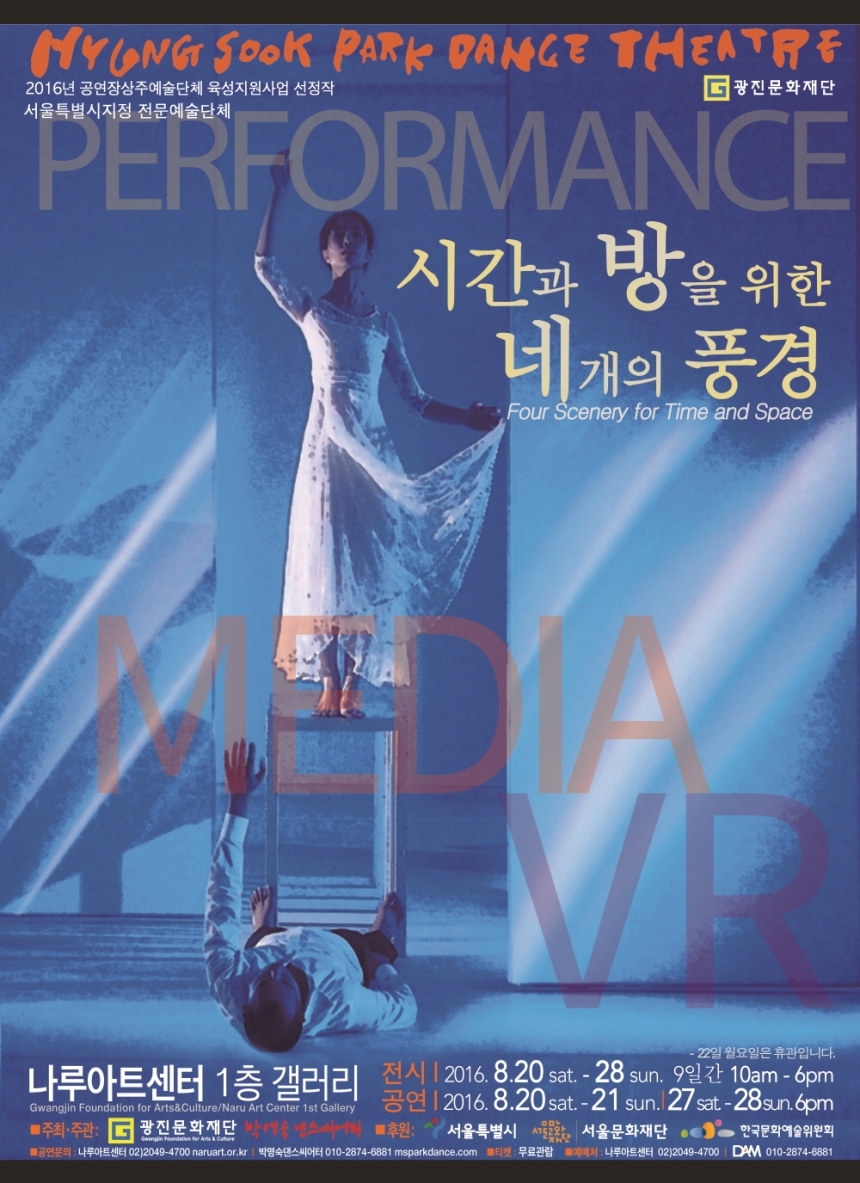 HYUNG SOOK PARK DANCE THEATRE
2016년 공연장상주예술단체 육성지원사업 선정작
서울특별시지정 전문예술단체
광진문화재단
PERFORMANCE
시간과 방을 위한
네개의 풍경
Four Scenery for Time and Space
MEDIA
VR
- 22일 월요일은 휴관입니다.
나루아트센터 1층 갤러리
Gwangjin Foundation for Arts&Culture/Naru Art Center 1st Gallery
전시 | 2016. 8.20 sat. - 28 sun. 9일간 10am - 6pm
공연 | 2016. 8.20 sat. - 21 sun. | 27 sat - 28 sun. 6pm
■주최·주관: 광진문화재단 박명숙 댄스씨어터 ■후원: 서울특별시 서울문화재단 한국문화예술위원회
Gwangjin Foundation for Arts & Culture
■공연문의 : 나루아트센터 02)2049-4700 naruart.or.kr | 박명숙댄스씨어터 010-2874-6881 msparkdance.com ■티켓 : 무료관람 ■예매처 : 나루아트센터 02)2049-4700 | DAM 010-2874-6881